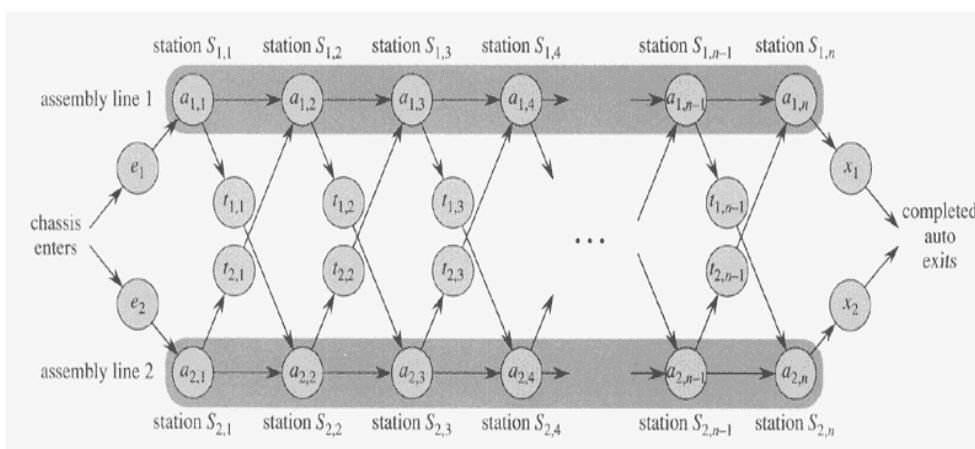 station S1,1 station S1,2 station S1,3 station S1,4 station S1,n–1 station S1,n
assembly line 1 a1,1 a1,2 a1,3 a1,4 a1,n–1 a1,n
e1 x1
t1,1 t1,2 t1,3 t1,n–1
chassis enters ... completed auto exits
t2,1 t2,2 t2,3 t2,n–1
e2 x2
assembly line 2 a2,1 a2,2 a2,3 a2,4 a2,n–1 a2,n
station S2,1 station S2,2 station S2,3 station S2,4 station S2,n–1 station S2,n